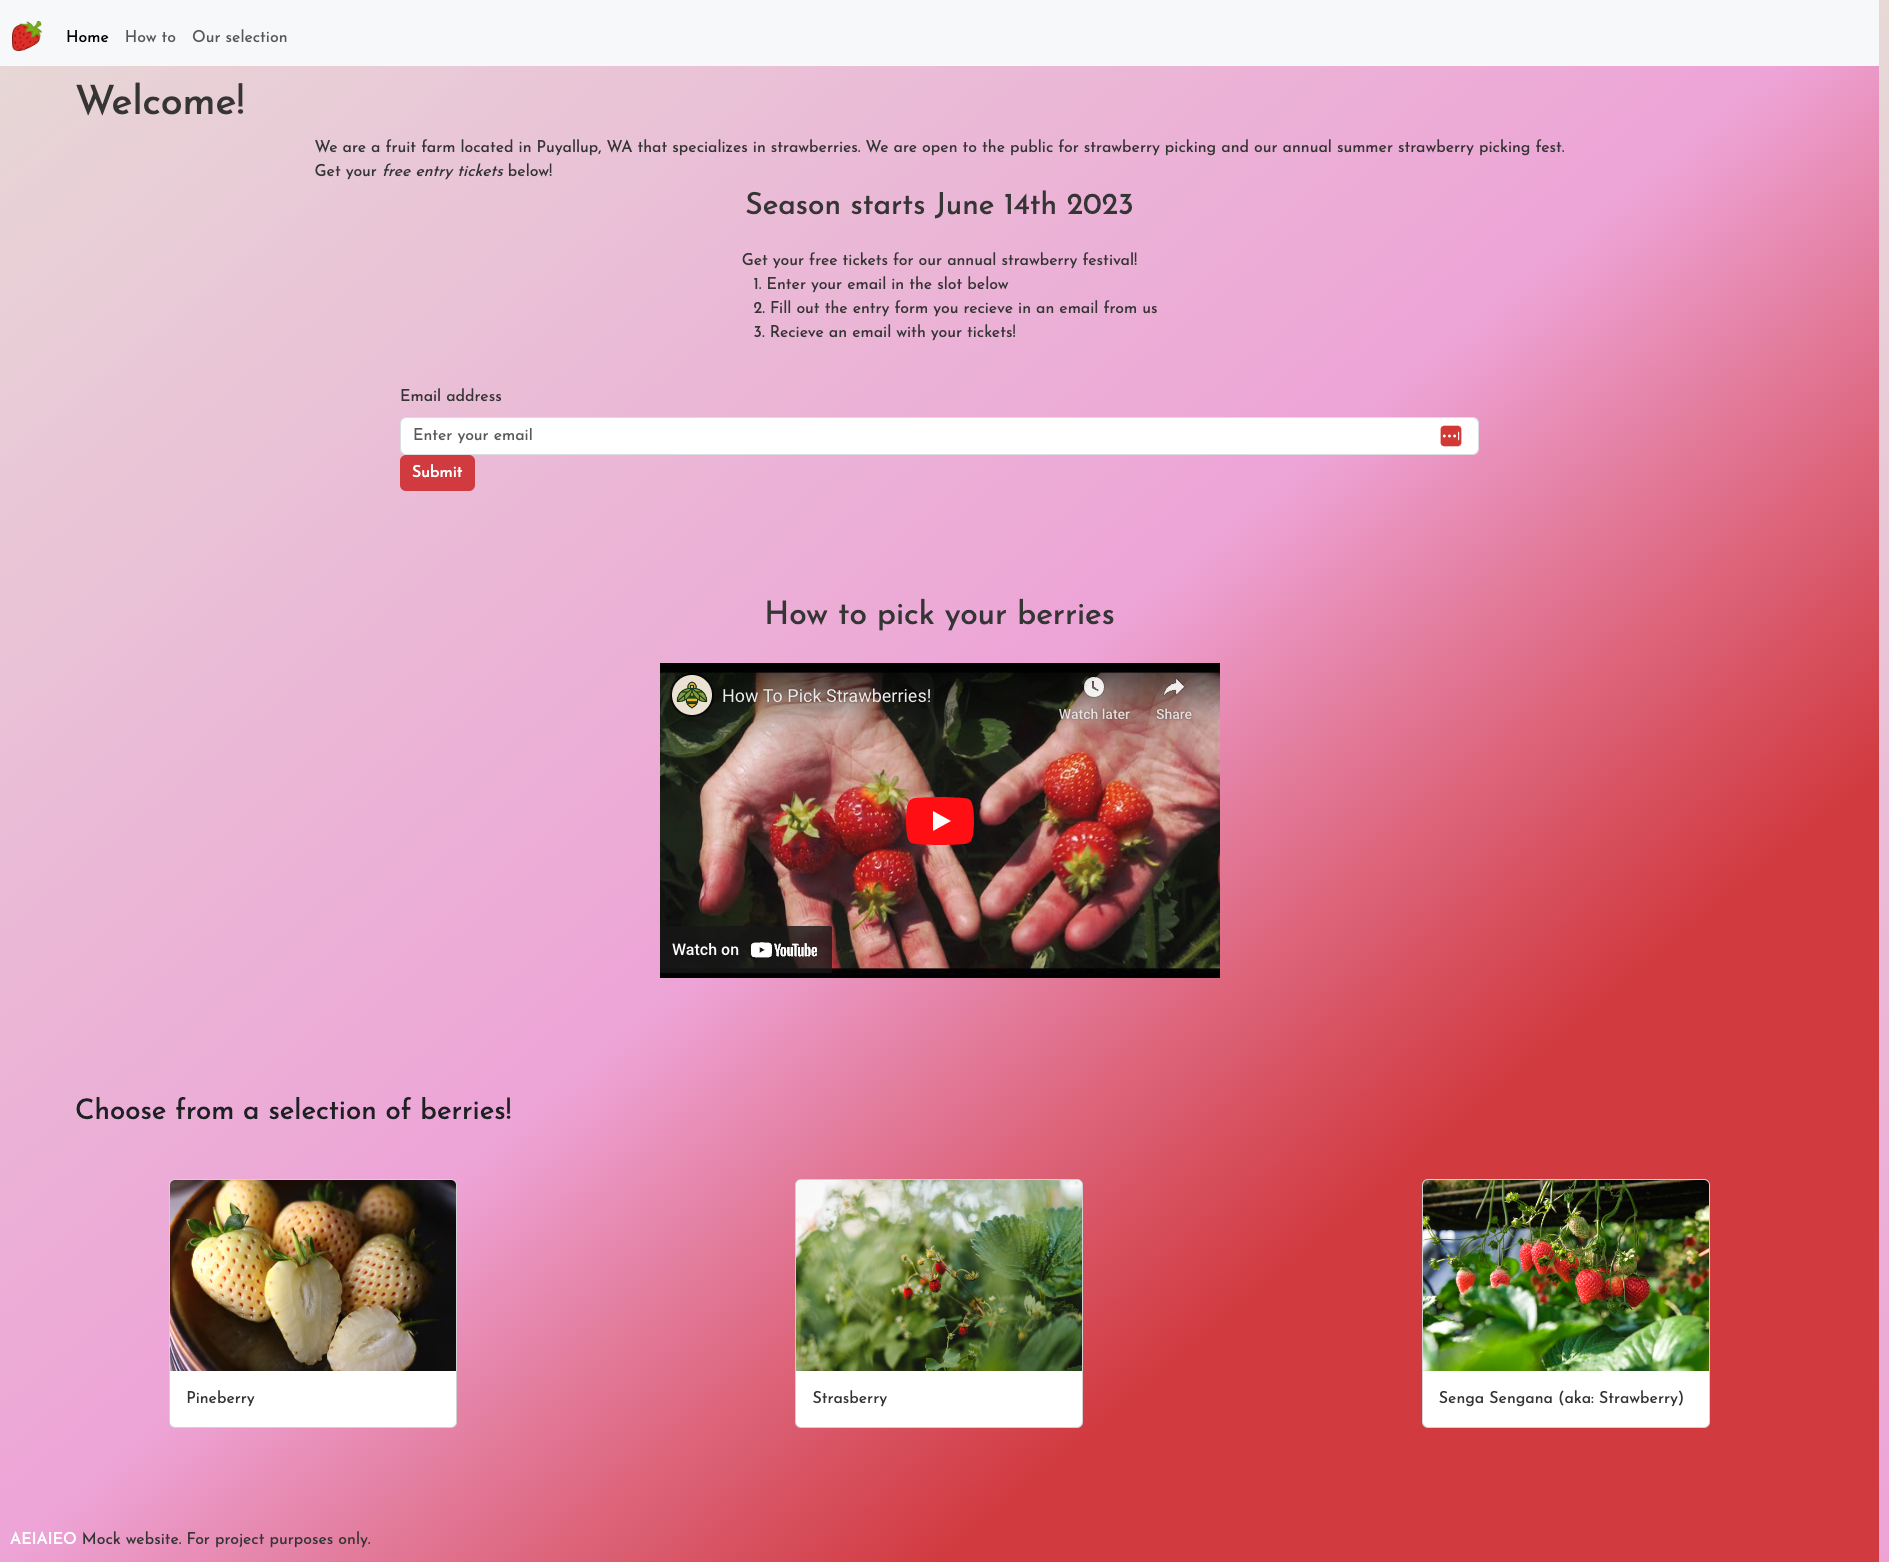 Home How to Our selection
Welcome!
We are a fruit farm located in Puyallup, WA that specializes in strawberries. We are open to the public for strawberry picking and our annual summer strawberry picking fest.
Get your free entry tickets below!
Season starts June 14th 2023
Get your free tickets for our annual strawberry festival!
1. Enter your email in the slot below
2. Fill out the entry form you recieve in an email from us
3. Recieve an email with your tickets!
Email address
Enter your email
Submit
How to pick your berries
How To Pick Strawberries!
Watch later Share
Watch on YouTube
Choose from a selection of berries!
Pineberry
Strasberry
Senga Sengana (aka: Strawberry)
AEIAIEO Mock website. For project purposes only.